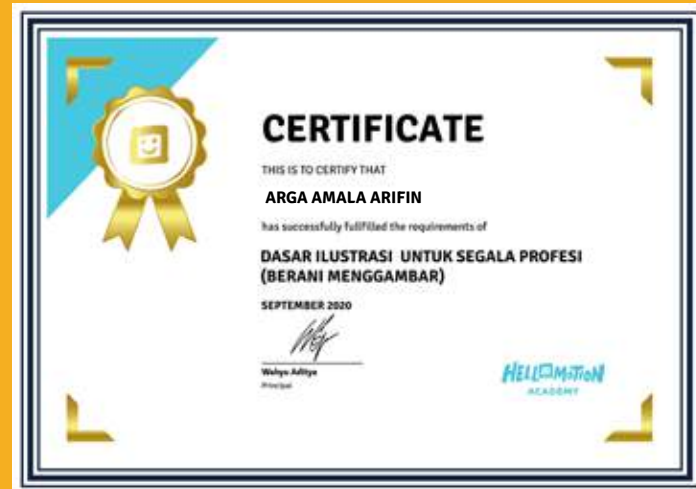 CERTIFICATE
THIS IS TO CERTIFY THAT
ARGA AMALA ARIFIN
has successfully fullfilled the requirements of
DASAR ILUSTRASI UNTUK SEGALA PROFESI
(BERANI MENGGAMBAR)
SEPTEMBER 2020
Wahyu Aditya
Principal
HELLOMOTION
ACADEMY